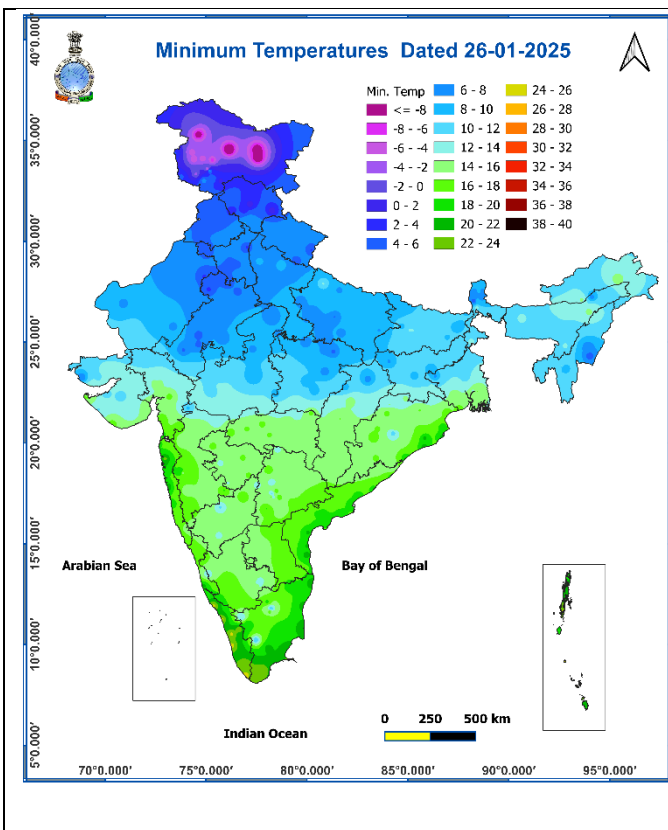 Minimum Temperatures Dated 26-01-2025
Min. Temp
<= -8
-8 - -6
-6 - -4
-4 - -2
-2 - 0
0 - 2
2 - 4
4 - 6
6 - 8
8 - 10
10 - 12
12 - 14
14 - 16
16 - 18
18 - 20
20 - 22
22 - 24
24 - 26
26 - 28
28 - 30
30 - 32
32 - 34
34 - 36
36 - 38
38 - 40
40°0.000'
35°0.000'
30°0.000'
25°0.000'
20°0.000'
15°0.000'
10°0.000'
5°0.000'
Arabian Sea
Bay of Bengal
Indian Ocean
0 250 500 km
70°0.000' 75°0.000' 80°0.000' 85°0.000' 90°0.000' 95°0.000'